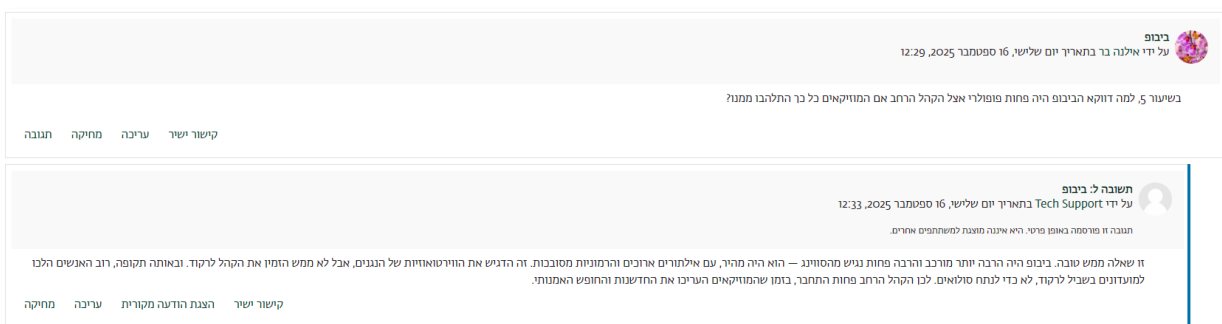 ביבופ
על ידי אילנה בר בתאריך יום שלישי, 16 ספטמבר 2025, 12:29
בשיעור 5, למה דווקא הביבופ היה פחות פופולרי אצל הקהל הרחב אם המוזיקאים כל כך התלהבו ממנו?
קישור ישיר עריכה מחיקה תגובה
תשובה ל: ביבופ
על ידי Tech Support בתאריך יום שלישי, 16 ספטמבר 2025, 12:33
תגובה זו פורסמה באופן פרטי. היא איננה מוצגת למשתתפים אחרים.
זו שאלה ממש טובה. ביבופ היה הרבה יותר מורכב והרבה פחות נגיש מהסווינג — הוא היה מהיר, עם אילתורים ארוכים והרמוניות מסובכות. זה הדגיש את הווירטואוזיות של הנגנים, אבל לא ממש הזמין את הקהל לרקוד. ובאותה תקופה, רוב האנשים הלכו
למועדונים בשביל לרקוד, לא כדי לנתח סולואים. לכן הקהל הרחב פחות התחבר, בזמן שהמוזיקאים העריכו את החדשנות והחופש האמנותי.
קישור ישיר הצגת הודעה מקורית עריכה מחיקה